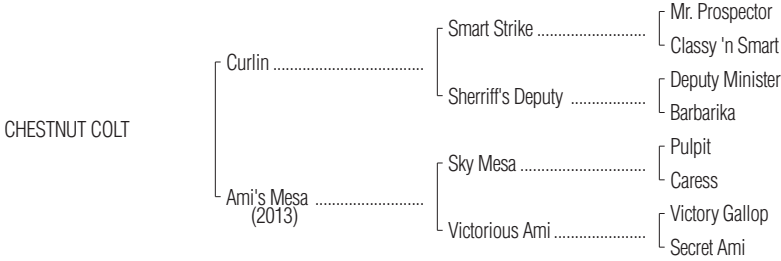 CHESTNUT COLT
Curlin ..................................
Ami's Mesa ........................
(2013)
Smart Strike ........................
Sherriff's Deputy .................
Sky Mesa ............................
Victorious Ami .....................
Mr. Prospector
Classy 'n Smart
Deputy Minister
Barbarika
Pulpit
Caress
Victory Gallop
Secret Ami